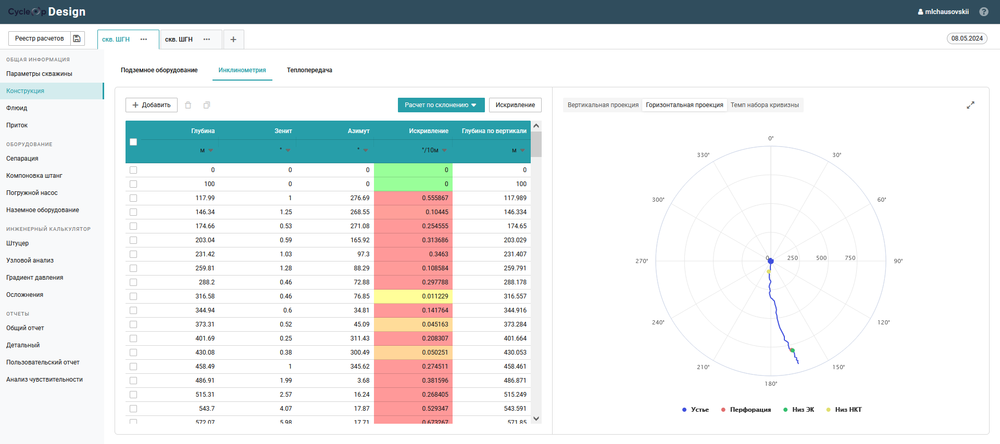 CycleOp Design
mlchausovskii
?
Реестр расчетов
скв. ШГН •••
скв. ШГН •••
+
08.05.2024
ОБЩАЯ ИНФОРМАЦИЯ
Параметры скважины
Конструкция
Флюид
Приток
ОБОРУДОВАНИЕ
Сепарация
Компоновка штанг
Погружной насос
Наземное оборудование
ИНЖЕНЕРНЫЙ КАЛЬКУЛЯТОР
Штуцер
Узловой анализ
Градиент давления
Осложнения
ОТЧЕТЫ
Общий отчет
Детальный
Пользовательский отчет
Анализ чувствительности
Подземное оборудование Инклинометрия Теплопередача
+ Добавить
Расчет по склонению
Искривление
Глубина Зенит Азимут Искривление Глубина по вертикали
м ° ° °/10м м
0 0 0 0 0
100 0 0 0 100
117.99 1 276.69 0.555867 117.989
146.34 1.25 268.55 0.10445 146.334
174.66 0.53 271.08 0.254555 174.65
203.04 0.59 165.92 0.313686 203.029
231.42 1.03 97.3 0.3463 231.407
259.81 1.28 88.29 0.108584 259.791
288.2 0.46 72.88 0.297788 288.178
316.58 0.46 76.85 0.011229 316.557
344.94 0.6 34.81 0.141764 344.916
373.31 0.52 45.09 0.045163 373.284
401.69 0.25 311.43 0.208307 401.664
430.08 0.38 300.49 0.050251 430.053
458.49 1 345.62 0.274511 458.461
486.91 1.99 3.68 0.381596 486.871
515.31 2.57 16.24 0.268405 515.249
543.7 4.07 17.87 0.529347 543.591
572.07 5.98 17.71 0.673267 571.85
Вертикальная проекция Горизонтальная проекция Темп набора кривизны
0°
330° 30°
300° 60°
0 250 500 750
270° 90°
240° 120°
210° 150°
180°
Устье Перфорация Низ ЭК Низ НКТ